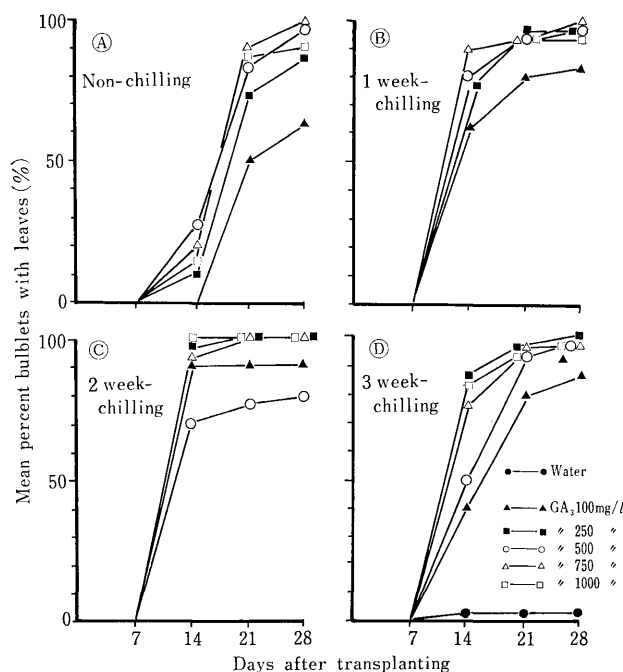 Mean percent bulblets with leaves (%)
100
50
0
Ⓐ
Non-chilling
Ⓑ
1 week-
chilling
100
50
0
Ⓒ
2 week-
chilling
Ⓓ
3 week-
chilling
Water
GA₃ 100mg/ℓ
〃 250 〃
〃 500 〃
〃 750 〃
〃 1000 〃
7 14 21 28 7 14 21 28
Days after transplanting